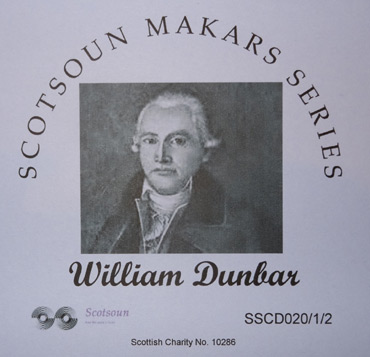 SCOTSOUN MAKARS SERIES
William Dunbar
Scotsoun
SSCD020/1/2
Scottish Charity No. 10286